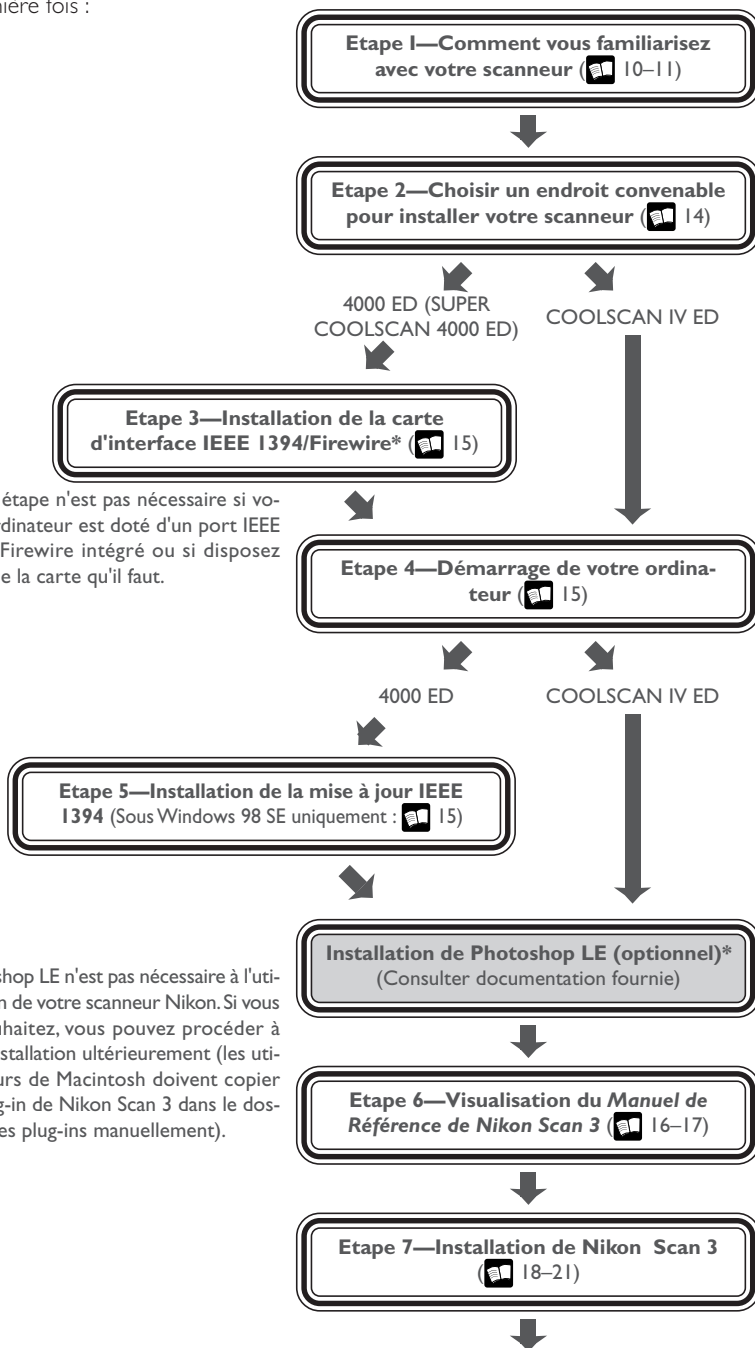 nière fois :
Etape 1—Comment vous familiarisez
avec votre scanneur ( 10–11)
Etape 2—Choisir un endroit convenable
pour installer votre scanneur ( 14)
4000 ED (SUPER
COOLSCAN 4000 ED)
COOLSCAN IV ED
Etape 3—Installation de la carte
d'interface IEEE 1394/Firewire* ( 15)
étape n'est pas nécessaire si vo-
rdinateur est doté d'un port IEEE
Firewire intégré ou si disposez
e la carte qu'il faut.
Etape 4—Démarrage de votre ordina-
teur ( 15)
4000 ED
COOLSCAN IV ED
Etape 5—Installation de la mise à jour IEEE
1394 (Sous Windows 98 SE uniquement : 15)
Installation de Photoshop LE (optionnel)*
(Consulter documentation fournie)
shop LE n'est pas nécessaire à l'uti-
n de votre scanneur Nikon. Si vous
uhaitez, vous pouvez procéder à
nstallation ultérieurement (les uti-
urs de Macintosh doivent copier
g-in de Nikon Scan 3 dans le dos-
es plug-ins manuellement).
Etape 6—Visualisation du Manuel de
Référence de Nikon Scan 3 ( 16–17)
Etape 7—Installation de Nikon Scan 3
( 18–21)